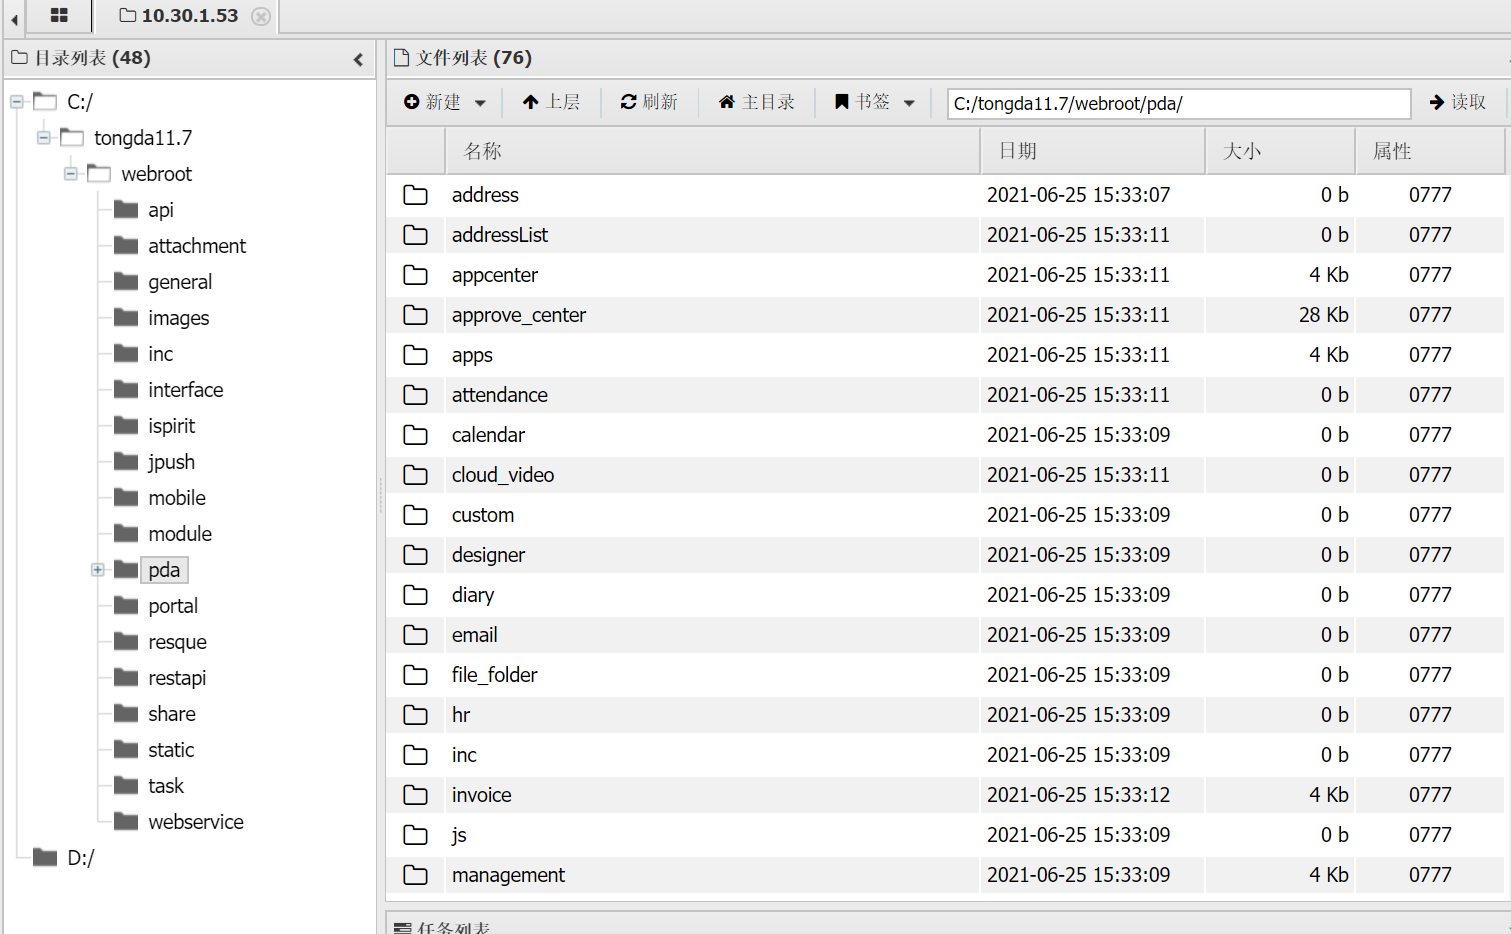 10.30.1.53
目录列表 (48)
C:/
tongda11.7
webroot
api
attachment
general
images
inc
interface
ispirit
jpush
mobile
module
pda
portal
resque
restapi
share
static
task
webservice
D:/
文件列表 (76)
新建 上层 刷新 主目录 书签 C:/tongda11.7/webroot/pda/ 读取
名称 日期 大小 属性
address 2021-06-25 15:33:07 0 b 0777
addressList 2021-06-25 15:33:11 0 b 0777
appcenter 2021-06-25 15:33:11 4 Kb 0777
approve_center 2021-06-25 15:33:11 28 Kb 0777
apps 2021-06-25 15:33:11 4 Kb 0777
attendance 2021-06-25 15:33:11 0 b 0777
calendar 2021-06-25 15:33:09 0 b 0777
cloud_video 2021-06-25 15:33:11 0 b 0777
custom 2021-06-25 15:33:09 0 b 0777
designer 2021-06-25 15:33:09 0 b 0777
diary 2021-06-25 15:33:09 0 b 0777
email 2021-06-25 15:33:09 0 b 0777
file_folder 2021-06-25 15:33:09 0 b 0777
hr 2021-06-25 15:33:09 0 b 0777
inc 2021-06-25 15:33:09 0 b 0777
invoice 2021-06-25 15:33:12 4 Kb 0777
js 2021-06-25 15:33:09 0 b 0777
management 2021-06-25 15:33:09 4 Kb 0777
任务列表